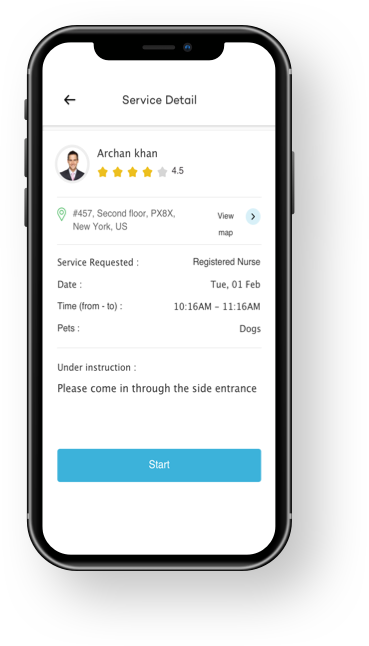 Service Detail
Archan khan
4.5
#457, Second floor, PX8X,
New York, US
View
map
Service Requested :
Registered Nurse
Date :
Tue, 01 Feb
Time (from - to) :
10:16AM – 11:16AM
Pets :
Dogs
Under instruction :
Please come in through the side entrance
Start